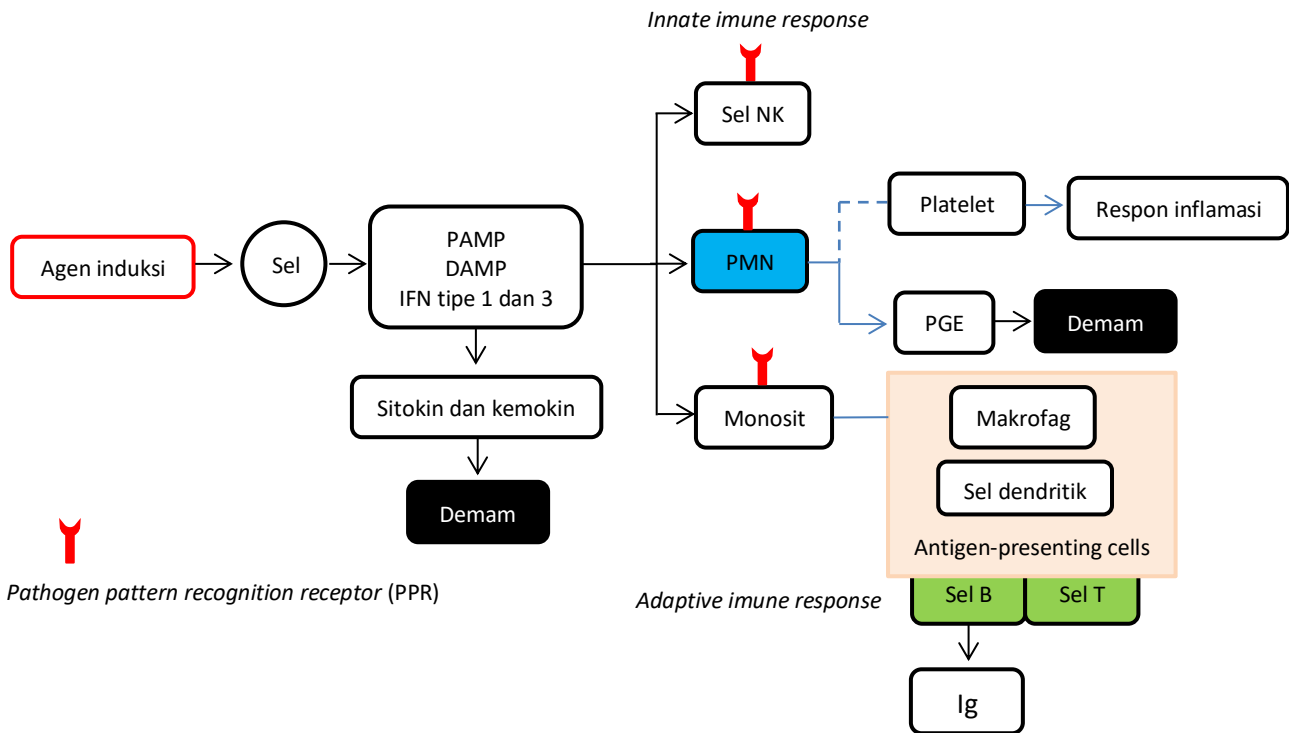 Innate imune response
Sel NK
Platelet
Respon inflamasi
Agen induksi
Sel
PAMP
DAMP
IFN tipe 1 dan 3
PMN
PGE
Demam
Sitokin dan kemokin
Monosit
Makrofag
Demam
Sel dendritik
Antigen-presenting cells
Pathogen pattern recognition receptor (PPR)
Adaptive imune response
Sel B
Sel T
Ig